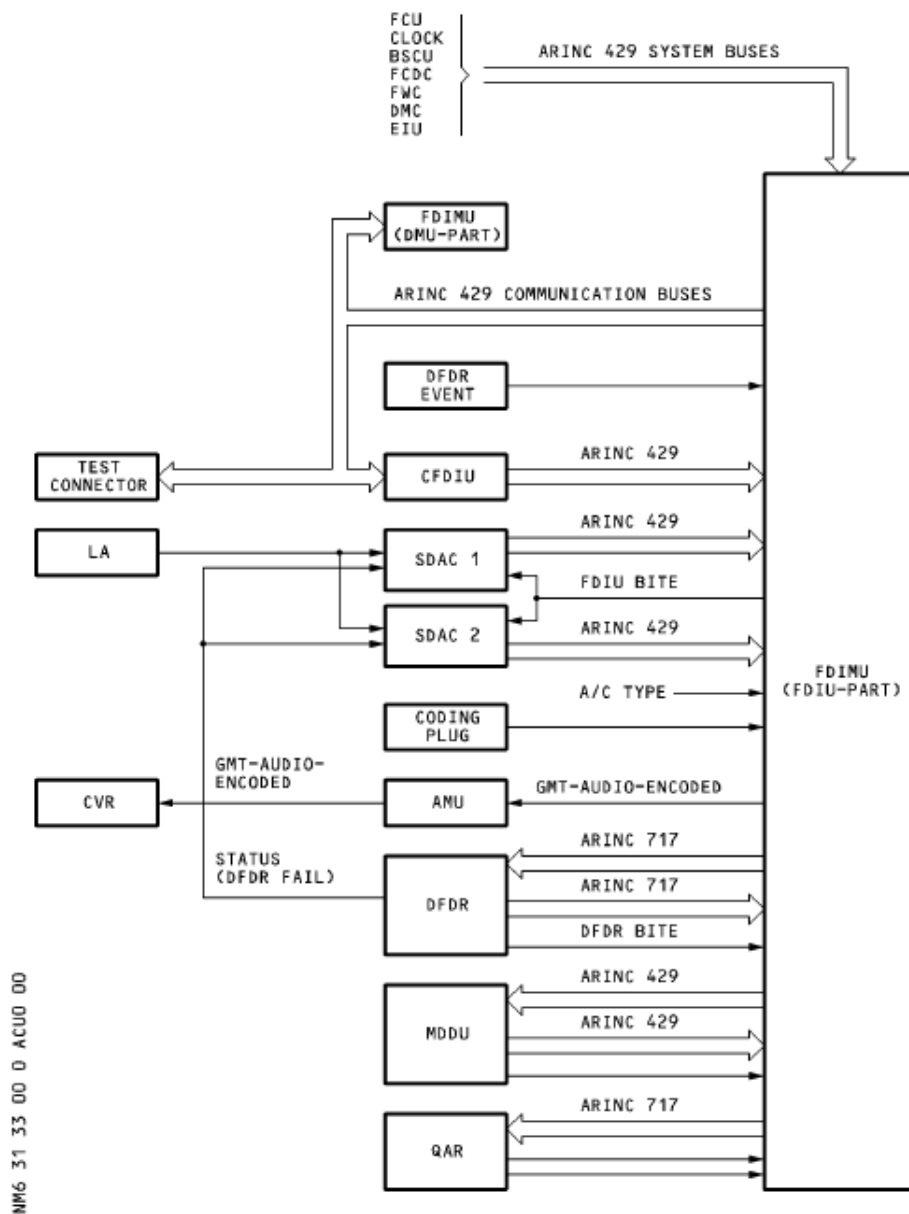 FCU
CLOCK
BSCU
FCDC
FWC
DMC
EIU
ARINC 429 SYSTEM BUSES
FDIMU
(DMU-PART)
ARINC 429 COMMUNICATION BUSES
DFDR
EVENT
TEST
CONNECTOR
CFDIU
ARINC 429
LA
SDAC 1
ARINC 429
FDIU BITE
SDAC 2
ARINC 429
FDIMU
(FDIU-PART)
A/C TYPE
CODING
PLUG
GMT-AUDIO-
ENCODED
CVR
AMU
GMT-AUDIO-ENCODED
STATUS
(DFDR FAIL)
DFDR
ARINC 717
ARINC 717
DFDR BITE
MDDU
ARINC 429
ARINC 429
QAR
ARINC 717
NM6 31 33 00 0 ACU0 00